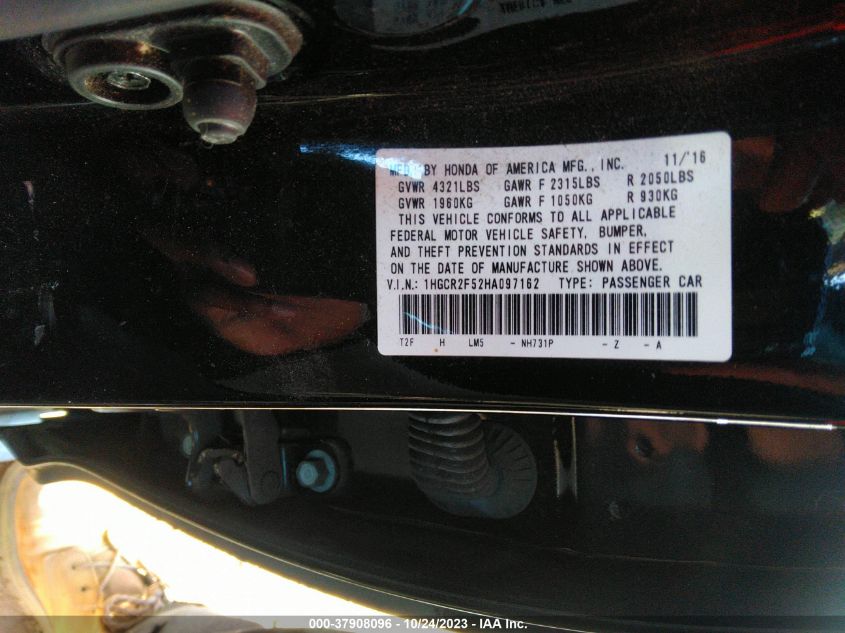 BY HONDA OF AMERICA MFG., INC. 11/'16
GVWR 4321LBS GAWR F 2315LBS R 2050LBS
GVWR 1960KG GAWR F 1050KG R 930KG
THIS VEHICLE CONFORMS TO ALL APPLICABLE
FEDERAL MOTOR VEHICLE SAFETY, BUMPER,
AND THEFT PREVENTION STANDARDS IN EFFECT
ON THE DATE OF MANUFACTURE SHOWN ABOVE.
V.I.N.: 1HGCR2F52HA097162 TYPE: PASSENGER CAR
T2F H LM5 - NH731P - Z - A
000-37908096 - 10/24/2023 - IAA Inc.